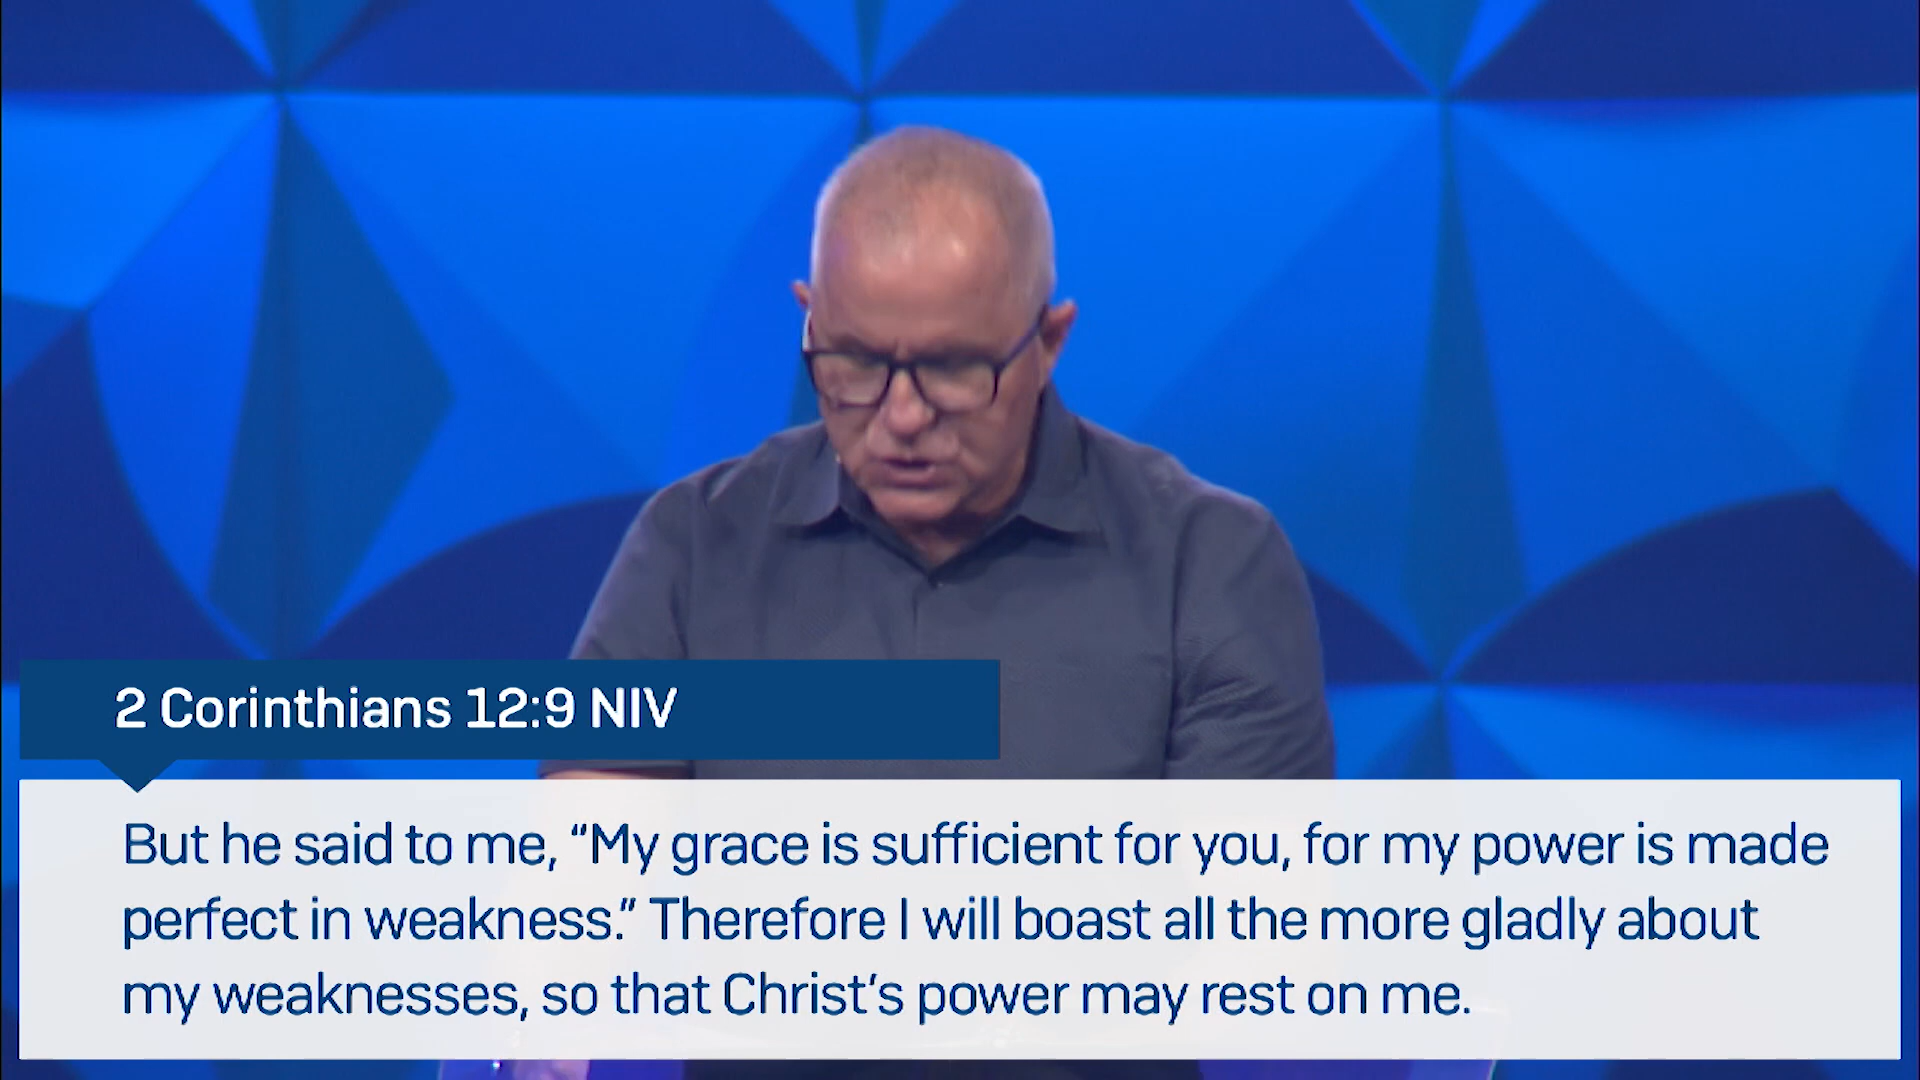 2 Corinthians 12:9 NIV
But he said to me, “My grace is sufficient for you, for my power is made
perfect in weakness.” Therefore I will boast all the more gladly about
my weaknesses, so that Christ’s power may rest on me.